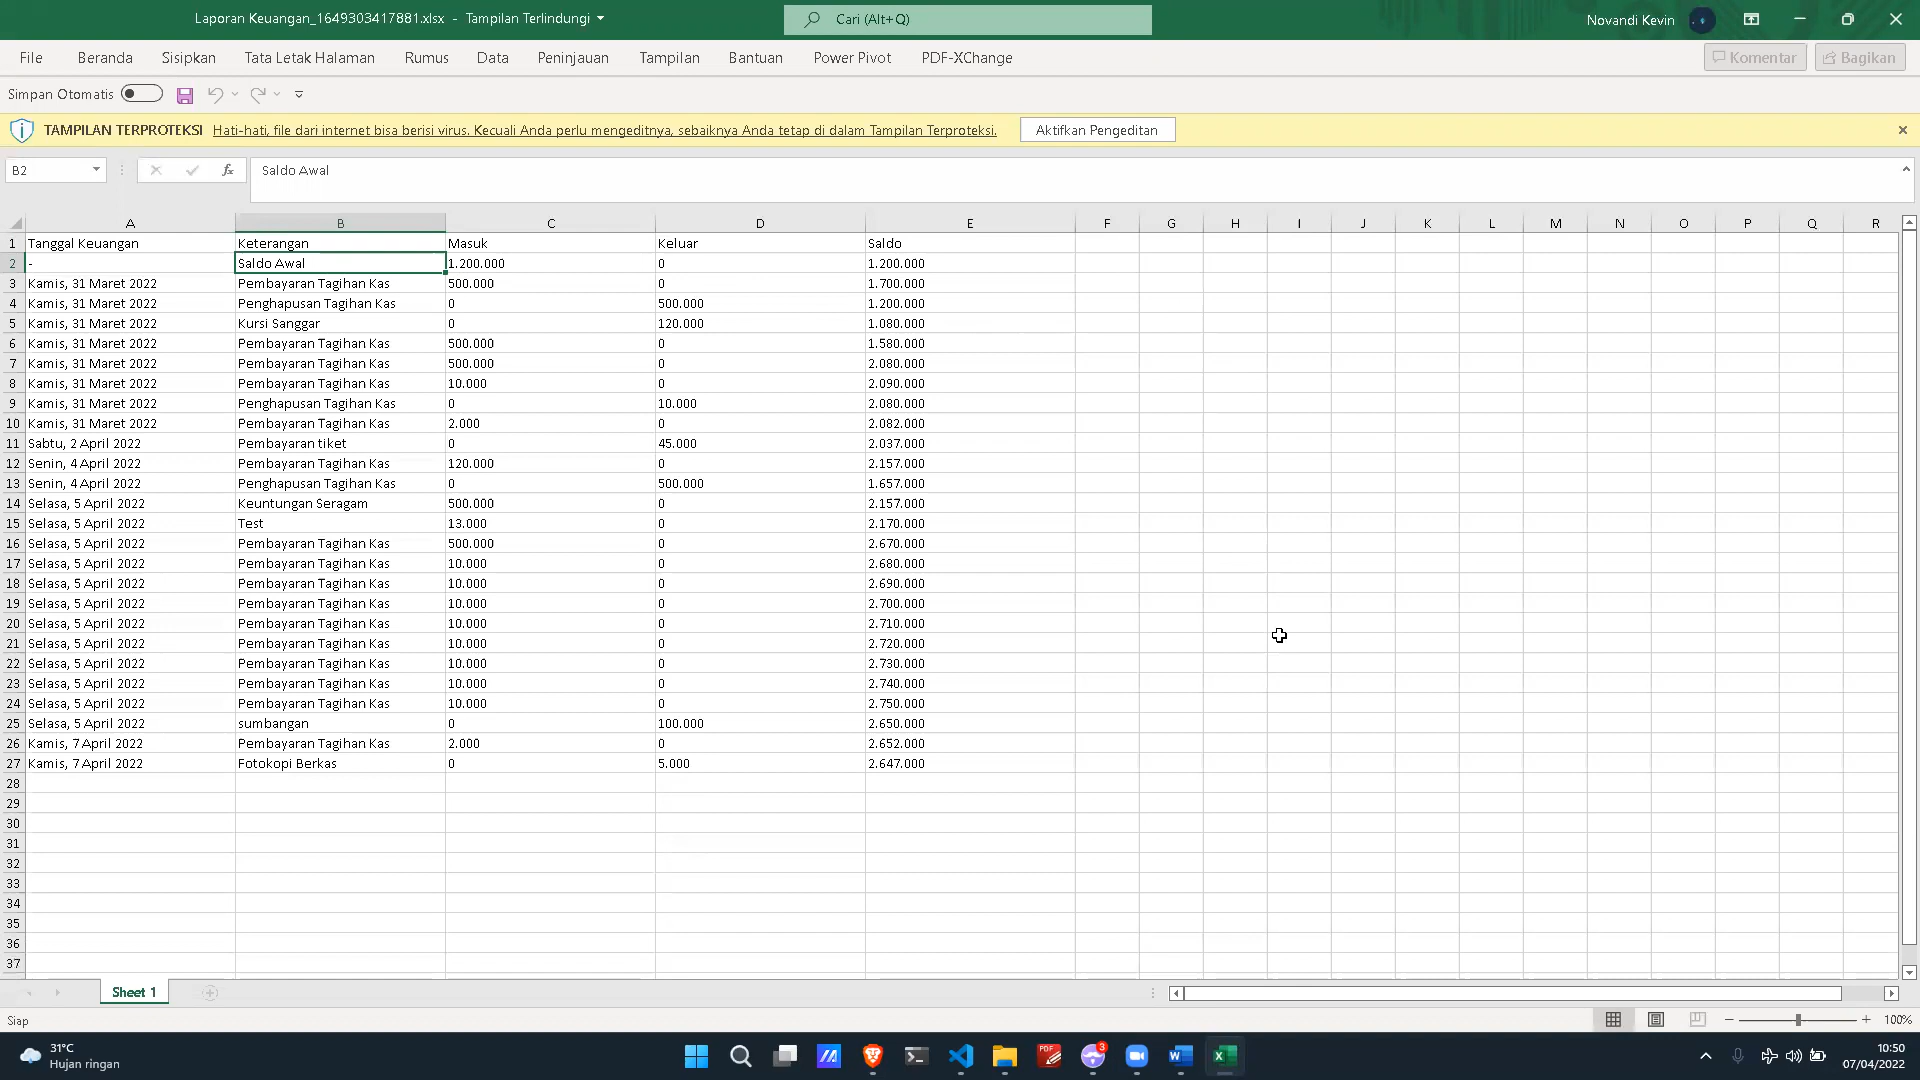 Laporan Keuangan_1649303417881.xlsx - Tampilan Terlindungi
Cari (Alt+Q)
Novandi Kevin
File Beranda Sisipkan Tata Letak Halaman Rumus Data Peninjauan Tampilan Bantuan Power Pivot PDF-XChange Komentar Bagikan
Simpan Otomatis
TAMPILAN TERPROTEKSI Hati-hati, file dari internet bisa berisi virus. Kecuali Anda perlu mengeditnya, sebaiknya Anda tetap di dalam Tampilan Terproteksi. Aktifkan Pengeditan
B2 fx Saldo Awal
A B C D E F G H I J K L M N O P Q R
1 Tanggal Keuangan Keterangan Masuk Keluar Saldo
2 - Saldo Awal 1.200.000 0 1.200.000
3 Kamis, 31 Maret 2022 Pembayaran Tagihan Kas 500.000 0 1.700.000
4 Kamis, 31 Maret 2022 Penghapusan Tagihan Kas 0 500.000 1.200.000
5 Kamis, 31 Maret 2022 Kursi Sanggar 0 120.000 1.080.000
6 Kamis, 31 Maret 2022 Pembayaran Tagihan Kas 500.000 0 1.580.000
7 Kamis, 31 Maret 2022 Pembayaran Tagihan Kas 500.000 0 2.080.000
8 Kamis, 31 Maret 2022 Pembayaran Tagihan Kas 10.000 0 2.090.000
9 Kamis, 31 Maret 2022 Penghapusan Tagihan Kas 0 10.000 2.080.000
10 Kamis, 31 Maret 2022 Pembayaran Tagihan Kas 2.000 0 2.082.000
11 Sabtu, 2 April 2022 Pembayaran tiket 0 45.000 2.037.000
12 Senin, 4 April 2022 Pembayaran Tagihan Kas 120.000 0 2.157.000
13 Senin, 4 April 2022 Penghapusan Tagihan Kas 0 500.000 1.657.000
14 Selasa, 5 April 2022 Keuntungan Seragam 500.000 0 2.157.000
15 Selasa, 5 April 2022 Test 13.000 0 2.170.000
16 Selasa, 5 April 2022 Pembayaran Tagihan Kas 500.000 0 2.670.000
17 Selasa, 5 April 2022 Pembayaran Tagihan Kas 10.000 0 2.680.000
18 Selasa, 5 April 2022 Pembayaran Tagihan Kas 10.000 0 2.690.000
19 Selasa, 5 April 2022 Pembayaran Tagihan Kas 10.000 0 2.700.000
20 Selasa, 5 April 2022 Pembayaran Tagihan Kas 10.000 0 2.710.000
21 Selasa, 5 April 2022 Pembayaran Tagihan Kas 10.000 0 2.720.000
22 Selasa, 5 April 2022 Pembayaran Tagihan Kas 10.000 0 2.730.000
23 Selasa, 5 April 2022 Pembayaran Tagihan Kas 10.000 0 2.740.000
24 Selasa, 5 April 2022 Pembayaran Tagihan Kas 10.000 0 2.750.000
25 Selasa, 5 April 2022 sumbangan 0 100.000 2.650.000
26 Kamis, 7 April 2022 Pembayaran Tagihan Kas 2.000 0 2.652.000
27 Kamis, 7 April 2022 Fotokopi Berkas 0 5.000 2.647.000
28
29
30
31
32
33
34
35
36
37
Sheet 1
Siap
100%
31°C
Hujan ringan
PDF
3
10:50
07/04/2022